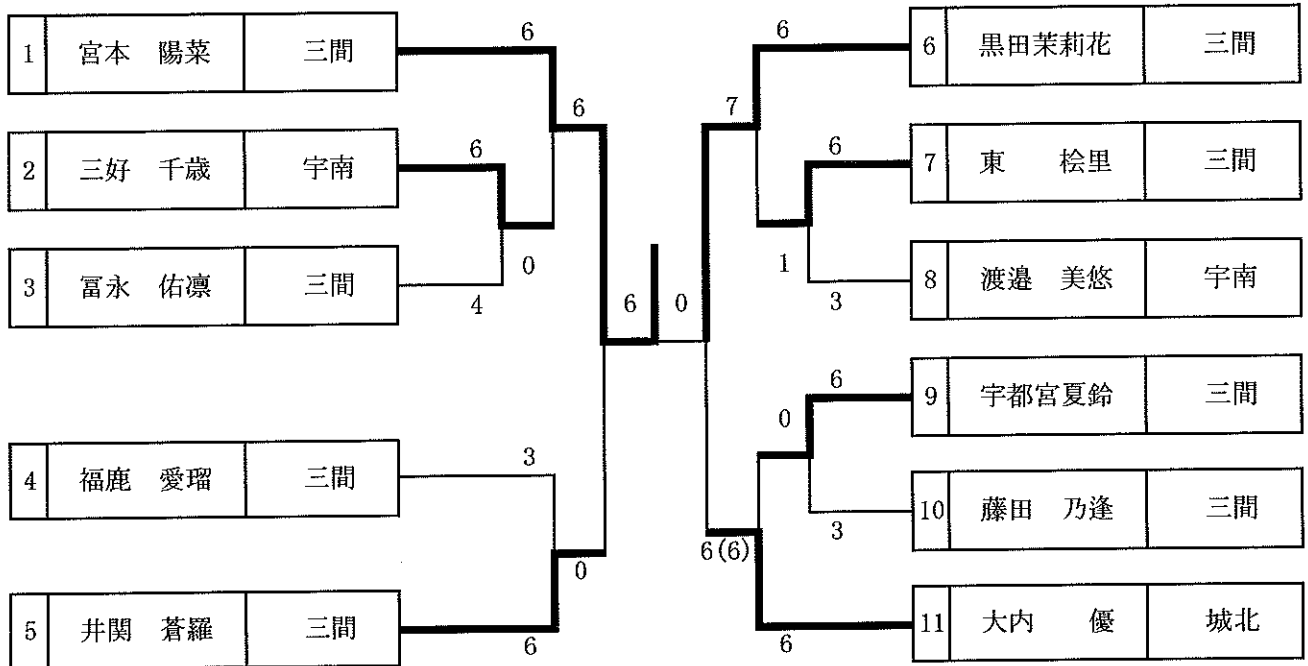 6 6
1 宮本 陽菜 三間
6 黒田茉莉花 三間
6 7
2 三好 千歳 宇南
6 6
7 東 桧里 三間
0 1
3 冨永 佑凛 三間
4 3
8 渡邉 美悠 宇南
6 0
6
9 宇都宮夏鈴 三間
0
4 福鹿 愛瑠 三間
3
10 藤田 乃逢 三間
3
0 6(6)
5 井関 蒼羅 三間
6 6
11 大内 優 城北